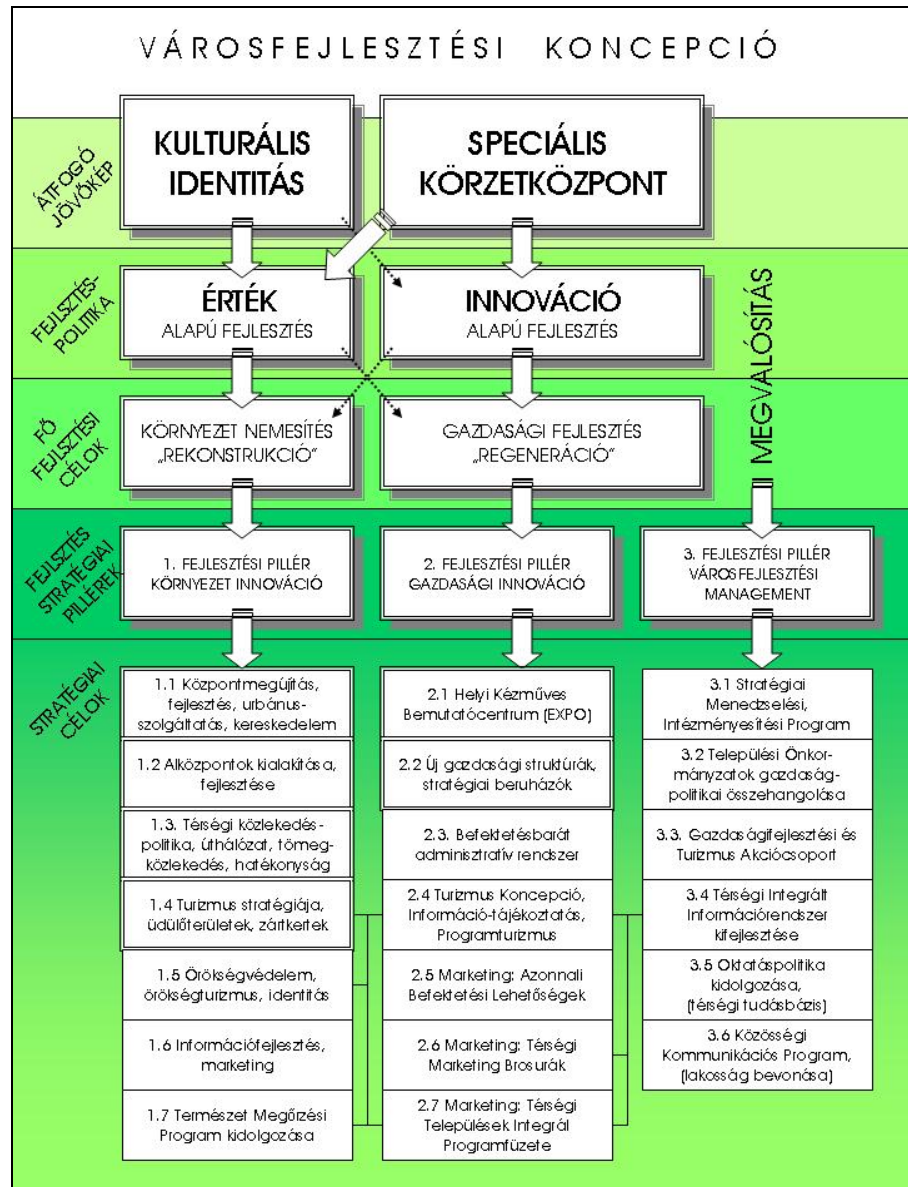 VÁROSFEJLESZTÉSI KONCEPCIÓ
ÁTFOGÓ
JÖVŐKÉP
KULTURÁLIS
IDENTITÁS
SPECIÁLIS
KÖRZETKÖZPONT
FEJLSZTÉS-
POLITIKA
ÉRTÉK
ALAPÚ FEJLESZTÉS
INNOVÁCIÓ
ALAPÚ FEJLESZTÉS
MEGVALÓSÍTÁS
FŐ
FEJLSZTÉSI
CÉLOK
KÖRNYEZET NEMESÍTÉS
„REKONSTRUKCIÓ”
GAZDASÁGI FEJLESZTÉS
„REGENERÁCIÓ”
FEJLSZTÉS
STRATÉGIAI
PILLÉREK
1. FEJLESZTÉSI PILLÉR
KÖRNYEZET INNOVÁCIÓ
2. FEJLESZTÉSI PILLÉR
GAZDASÁGI INNOVÁCIÓ
3. FEJLESZTÉSI PILLÉR
VÁROSFEJLESZTÉSI
MANAGEMENT
STRATÉGIAI
CÉLOK
1.1 Központmegújítás,
fejlesztés, urbánus-
szolgáltatás, kereskedelem
1.2 Alközpontok kialakítása,
fejlesztése
1.3. Térségi közlekedés-
politika, úthálózat, tömeg-
közlekedés, hatékonyság
1.4 Turizmus stratégiája,
üdülőterületek, zártkertek
1.5 Örökségvédelem,
örökségturizmus, identitás
1.6 Információfejlesztés,
marketing
1.7 Természet Megőrzési
Program kidolgozása
2.1 Helyi Kézműves
Bemutatócentrum (EXPO)
2.2 Új gazdasági struktúrák,
stratégiai beruházók
2.3. Befektetésbarát
adminisztratív rendszer
2.4 Turizmus Koncepció,
Információ-tájékoztatás,
Programturizmus
2.5 Marketing: Azonnali
Befektetési Lehetőségek
2.6 Marketing: Térségi
Marketing Brosurák
2.7 Marketing: Térségi
Települések Integrál
Programfüzete
3.1 Stratégiai
Menedzselési,
Intézményesítési Program
3.2 Települési Önkor-
mányzatok gazdaság-
politikai összehangolása
3.3. Gazdaságifejlesztési és
Turizmus Akciócsoport
3.4 Térségi Integrált
Információrendszer
kifejlesztése
3.5 Oktatáspolitika
kidolgozása,
(térségi tudásbázis)
3.6 Közösségi
Kommunikációs Program,
(lakosság bevonása)